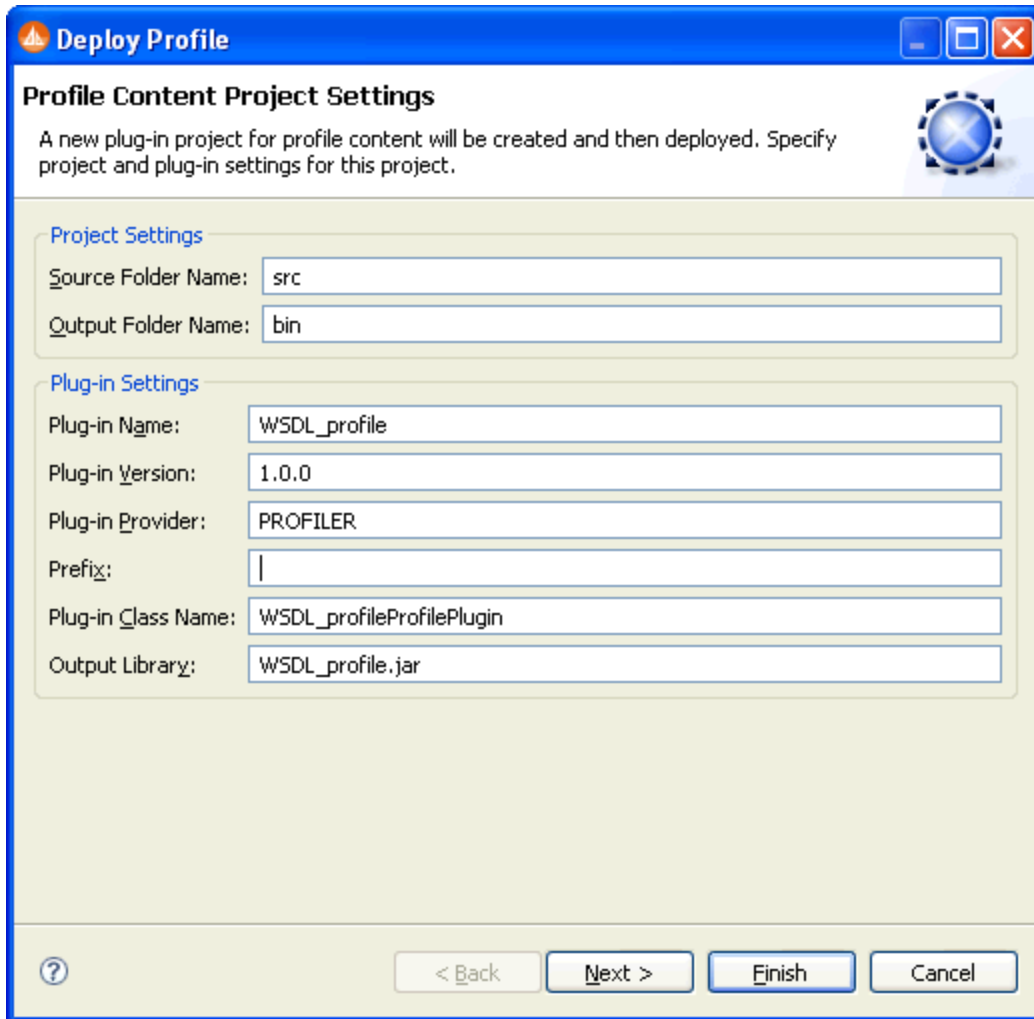 Deploy Profile
Profile Content Project Settings
A new plug-in project for profile content will be created and then deployed. Specify
project and plug-in settings for this project.
Project Settings
Source Folder Name: src
Output Folder Name: bin
Plug-in Settings
Plug-in Name: WSDL_profile
Plug-in Version: 1.0.0
Plug-in Provider: PROFILER
Prefix:
Plug-in Class Name: WSDL_profileProfilePlugin
Output Library: WSDL_profile.jar
? < Back Next > Finish Cancel